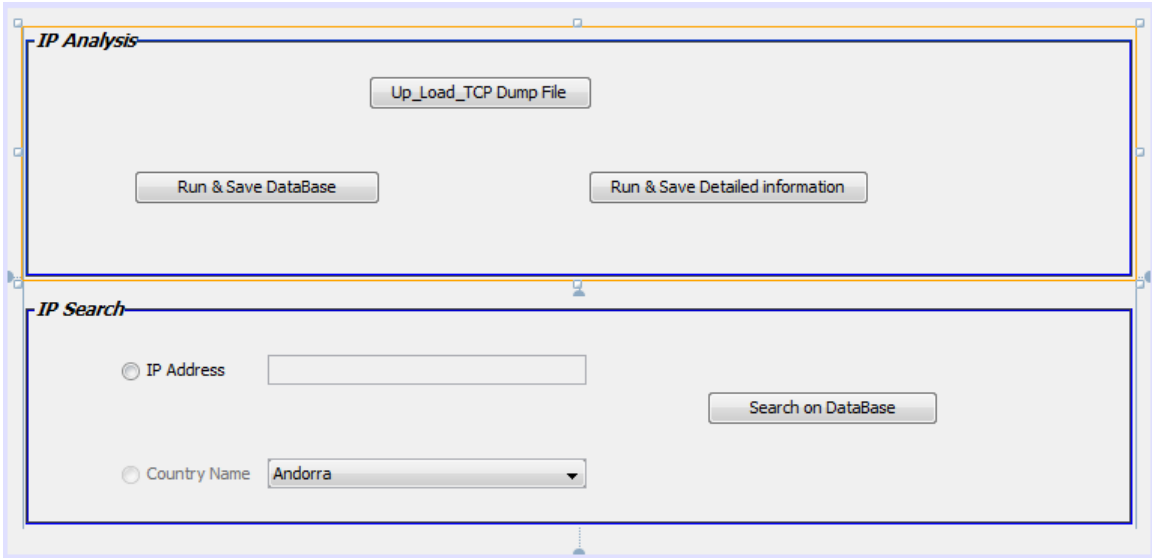 IP Analysis
Up_Load_TCP Dump File
Run & Save DataBase
Run & Save Detailed information
IP Search
IP Address
Search on DataBase
Country Name
Andorra